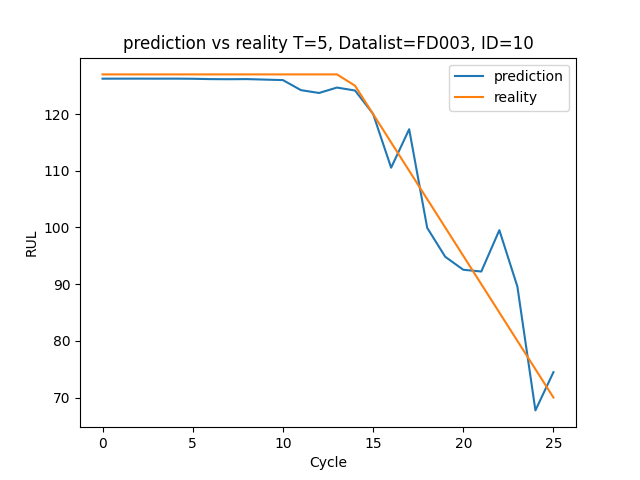 prediction vs reality T=5, Datalist=FD003, ID=10
prediction
reality
RUL
120
110
100
90
80
70
0 5 10 15 20 25
Cycle